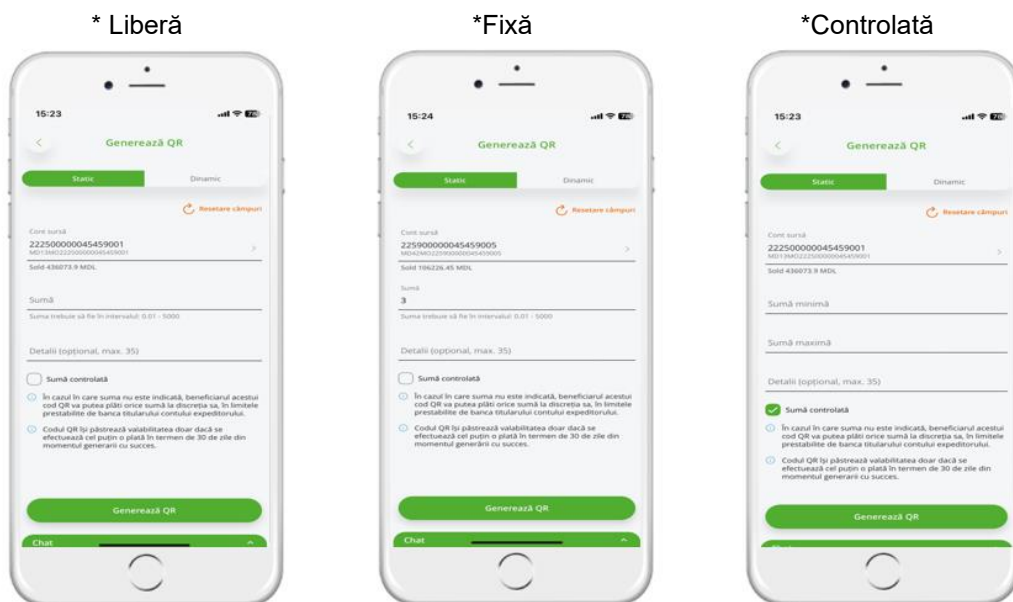 * Liberă
15:23
Generează QR
Static Dinamic
Resetare câmpuri
Cont sursă
222500000045459001
MD13MO2225000000045459001
Sold 436073.9 MDL
Sumă
Suma trebuie să fie în intervalul: 0.01 - 5000
Detalii (opțional, max. 35)
Sumă controlată
În cazul în care suma nu este indicată, beneficiarul acestui
cod QR va putea plăti orice sumă la discreția sa, în limitele
prestabilite de banca titularului contului expeditorului.
Codul QR își păstrează valabilitatea doar dacă se
efectuează cel puțin o plată în termen de 30 de zile din
momentul generarii cu succes.
Generează QR
Chat
*Fixă
15:24
Generează QR
Static Dinamic
Resetare câmpuri
Cont sursă
225900000045459005
MD42MO2259000000045459005
Sold 106226.45 MDL
Sumă
3
Suma trebuie să fie în intervalul: 0.01 - 5000
Detalii (opțional, max. 35)
Sumă controlată
În cazul în care suma nu este indicată, beneficiarul acestui
cod QR va putea plăti orice sumă la discreția sa, în limitele
prestabilite de banca titularului contului expeditorului.
Codul QR își păstrează valabilitatea doar dacă se
efectuează cel puțin o plată în termen de 30 de zile din
momentul generării cu succes.
Generează QR
Chat
*Controlată
15:23
Generează QR
Static Dinamic
Resetare câmpuri
Cont sursă
222500000045459001
MD13MO2225000000045459001
Sold 436073.9 MDL
Sumă minimă
Sumă maximă
Detalii (opțional, max. 35)
Sumă controlată
În cazul în care suma nu este indicată, beneficiarul acestui
cod QR va putea plăti orice sumă la discreția sa, în limitele
prestabilite de banca titularului contului expeditorului.
Codul QR își păstrează valabilitatea doar dacă se
efectuează cel puțin o plată în termen de 30 de zile din
momentul generarii cu succes.
Generează QR